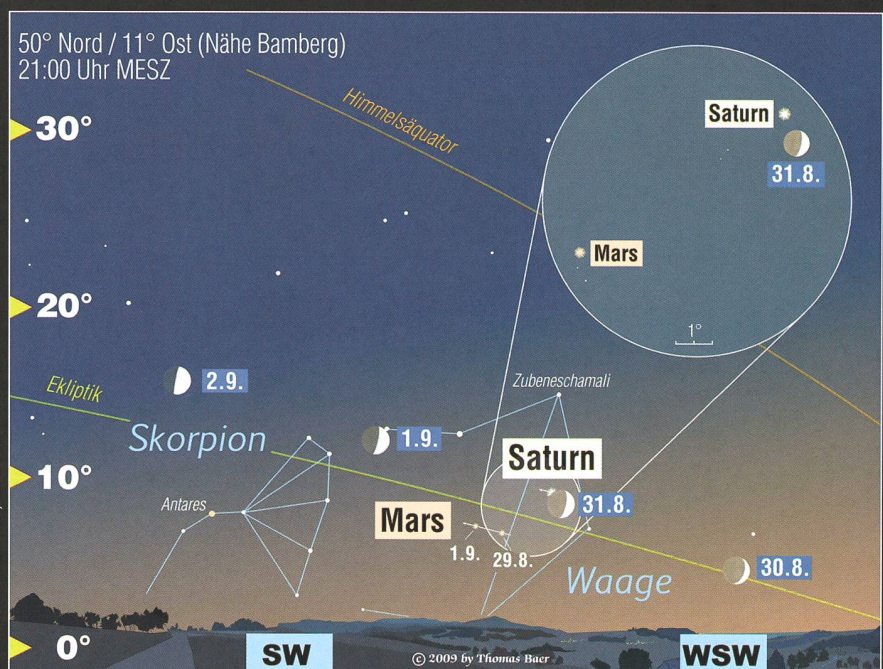 50° Nord / 11° Ost (Nähe Bamberg)
21:00 Uhr MESZ
Himmelsäquator
30°
Saturn
31.8.
Mars
1°
20°
Ekliptik
2.9.
Zubeneschamali
Skorpion
1.9.
Saturn
10°
Antares
31.8.
Mars
1.9.
29.8.
Waage
30.8.
0°
SW
© 2009 by Thomas Baer
WSW